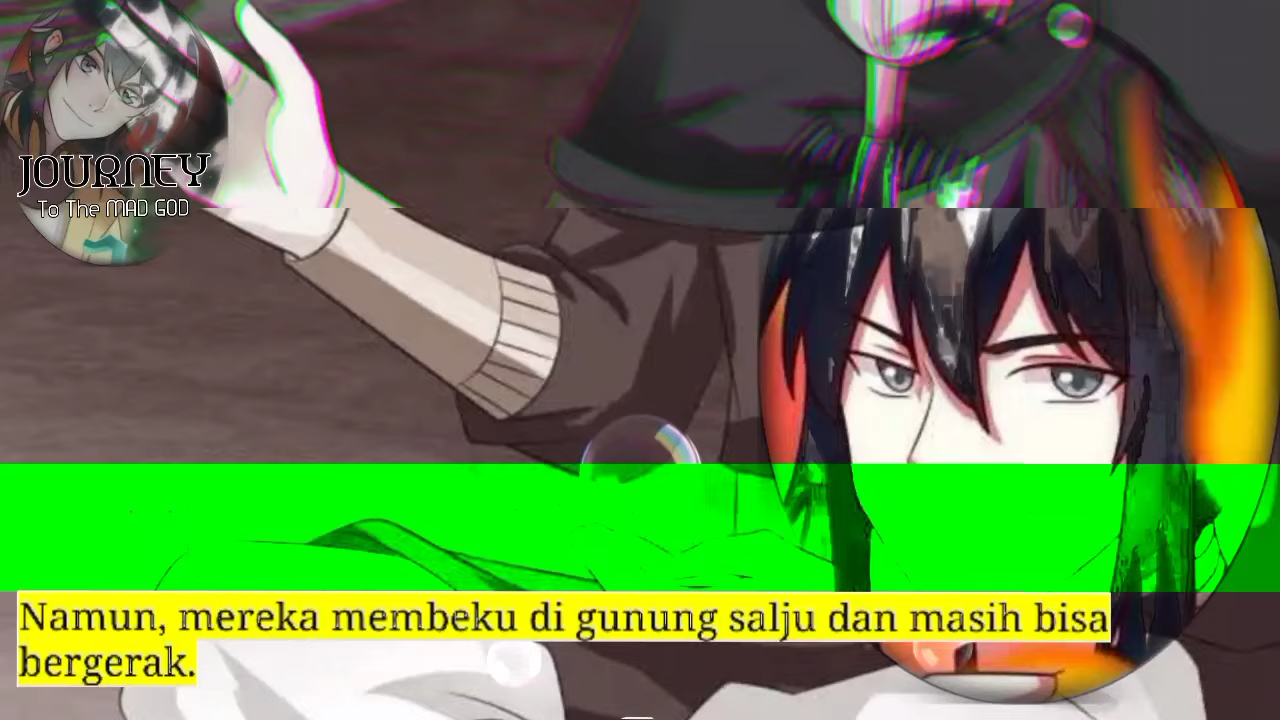 JOURNEY
To The MAD GOD
Namun, mereka membeku di gunung salju dan masih bisa
bergerak.